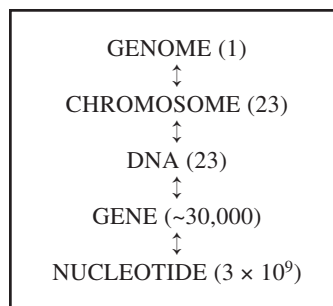 GENOME (1)
↕
CHROMOSOME (23)
↕
DNA (23)
↕
GENE (~30,000)
↕
NUCLEOTIDE (3 × 10⁹)